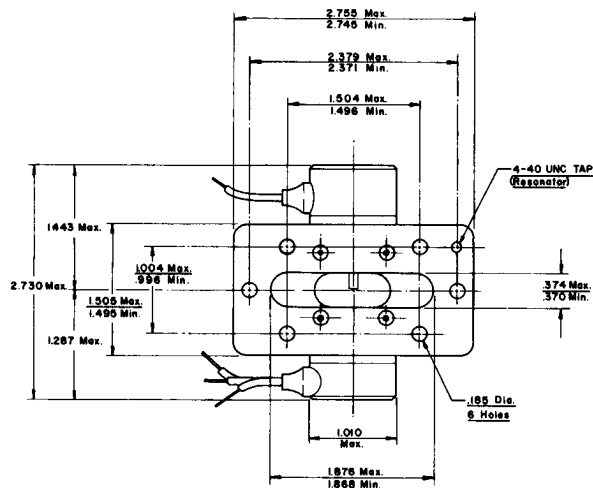 2.755 Max.
2.745 Min.
2.379 Max.
2.371 Min.
1.504 Max.
1.496 Min.
4-40 UNC TAP
(Resonator)
1.443 Max.
1.004 Max.
.996 Min.
2.730 Max.
.374 Max.
.370 Min.
1.505 Max.
1.495 Min.
1.287 Max.
.185 Dia.
6 Holes
1.010
Max.
1.876 Max.
1.868 Min.